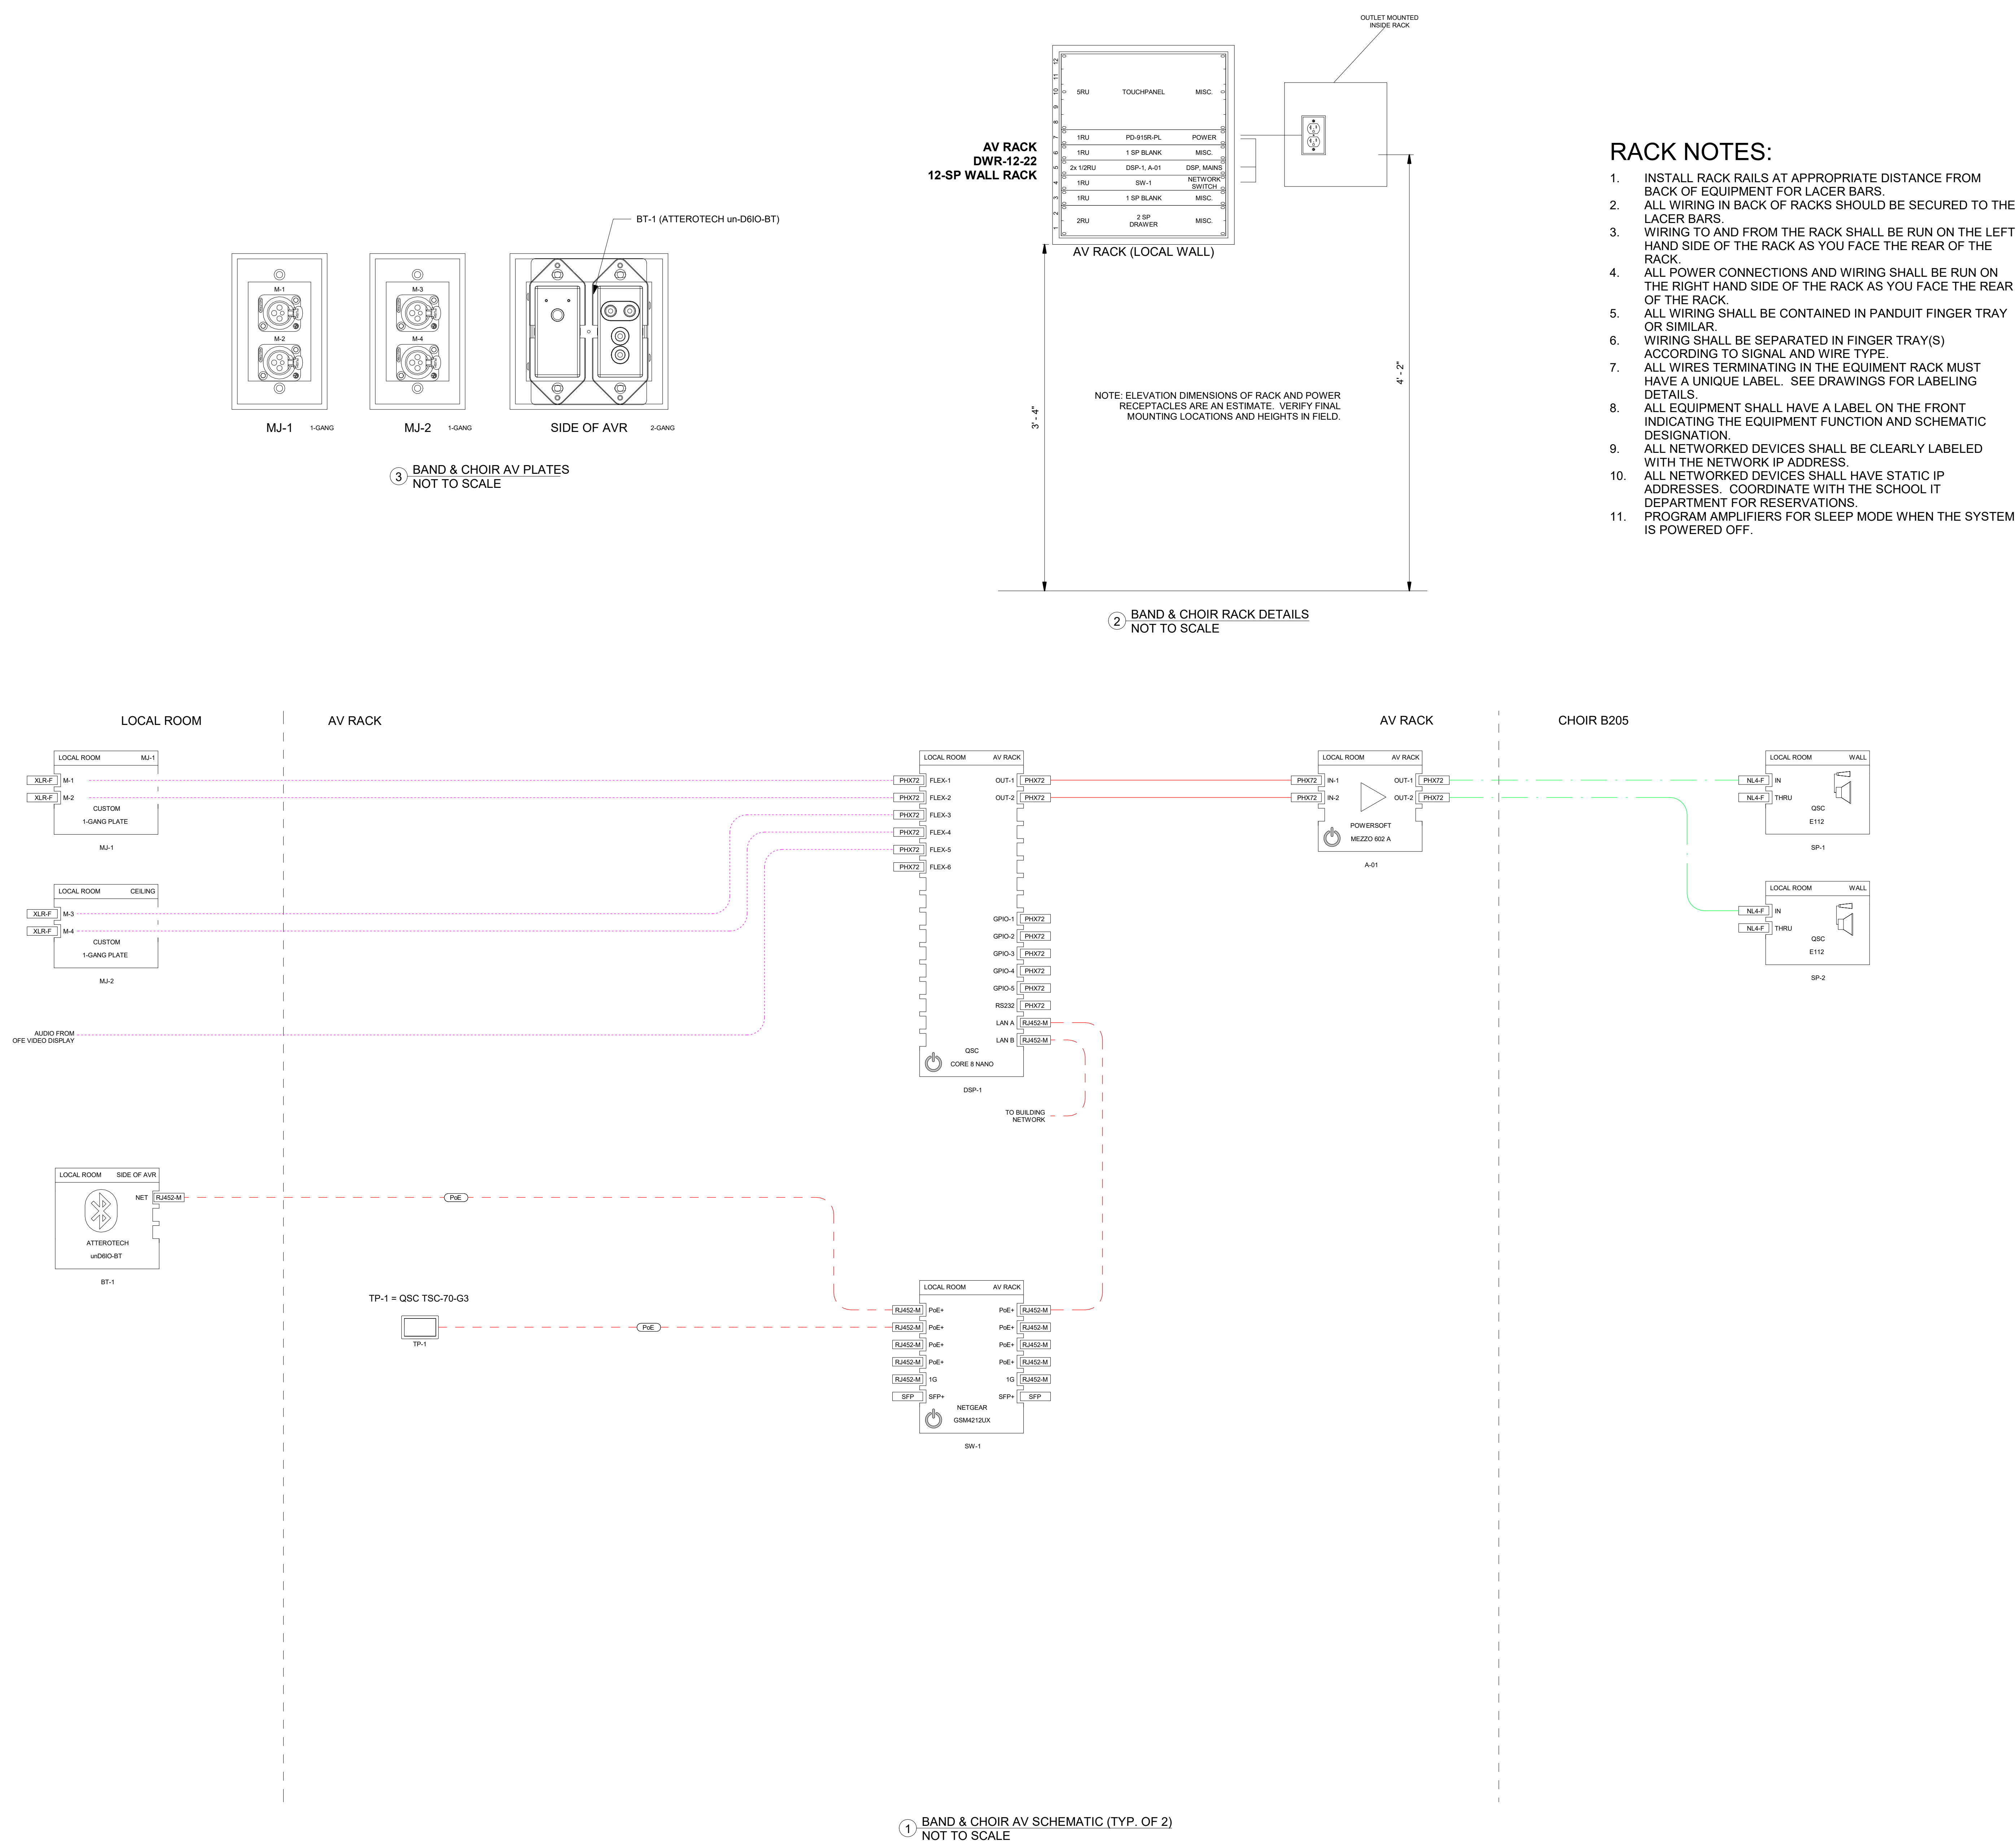 OUTLET MOUNTED
INSIDE RACK
12
11
10
9
8
7
6
5
4
3
2
1
5RU TOUCHPANEL MISC.
1RU PD-915R-PL POWER
1RU 1 SP BLANK MISC.
2x 1/2RU DSP-1, A-01 DSP, MAINS
1RU SW-1 NETWORK
SWITCH
1RU 1 SP BLANK MISC.
2RU 2 SP
DRAWER MISC.
AV RACK
DWR-12-22
12-SP WALL RACK
AV RACK (LOCAL WALL)
3' - 4"
4' - 2"
NOTE: ELEVATION DIMENSIONS OF RACK AND POWER
RECEPTACLES ARE AN ESTIMATE. VERIFY FINAL
MOUNTING LOCATIONS AND HEIGHTS IN FIELD.
2 BAND & CHOIR RACK DETAILS
NOT TO SCALE
RACK NOTES:
1. INSTALL RACK RAILS AT APPROPRIATE DISTANCE FROM
BACK OF EQUIPMENT FOR LACER BARS.
2. ALL WIRING IN BACK OF RACKS SHOULD BE SECURED TO THE
LACER BARS.
3. WIRING TO AND FROM THE RACK SHALL BE RUN ON THE LEFT
HAND SIDE OF THE RACK AS YOU FACE THE REAR OF THE
RACK.
4. ALL POWER CONNECTIONS AND WIRING SHALL BE RUN ON
THE RIGHT HAND SIDE OF THE RACK AS YOU FACE THE REAR
OF THE RACK.
5. ALL WIRING SHALL BE CONTAINED IN PANDUIT FINGER TRAY
OR SIMILAR.
6. WIRING SHALL BE SEPARATED IN FINGER TRAY(S)
ACCORDING TO SIGNAL AND WIRE TYPE.
7. ALL WIRES TERMINATING IN THE EQUIMENT RACK MUST
HAVE A UNIQUE LABEL. SEE DRAWINGS FOR LABELING
DETAILS.
8. ALL EQUIPMENT SHALL HAVE A LABEL ON THE FRONT
INDICATING THE EQUIPMENT FUNCTION AND SCHEMATIC
DESIGNATION.
9. ALL NETWORKED DEVICES SHALL BE CLEARLY LABELED
WITH THE NETWORK IP ADDRESS.
10. ALL NETWORKED DEVICES SHALL HAVE STATIC IP
ADDRESSES. COORDINATE WITH THE SCHOOL IT
DEPARTMENT FOR RESERVATIONS.
11. PROGRAM AMPLIFIERS FOR SLEEP MODE WHEN THE SYSTEM
IS POWERED OFF.
BT-1 (ATTEROTECH un-D6IO-BT)
M-1
M-2
M-3
M-4
MJ-1 1-GANG
MJ-2 1-GANG
SIDE OF AVR 2-GANG
3 BAND & CHOIR AV PLATES
NOT TO SCALE
LOCAL ROOM
AV RACK
AV RACK
CHOIR B205
LOCAL ROOM MJ-1
XLR-F M-1
XLR-F M-2
CUSTOM
1-GANG PLATE
MJ-1
LOCAL ROOM CEILING
XLR-F M-3
XLR-F M-4
CUSTOM
1-GANG PLATE
MJ-2
AUDIO FROM
OFE VIDEO DISPLAY
LOCAL ROOM SIDE OF AVR
NET RJ452-M
ATTEROTECH
unD6IO-BT
BT-1
PoE
TP-1 = QSC TSC-70-G3
TP-1
PoE
LOCAL ROOM AV RACK
PHX72 FLEX-1 OUT-1 PHX72
PHX72 FLEX-2 OUT-2 PHX72
PHX72 FLEX-3
PHX72 FLEX-4
PHX72 FLEX-5
PHX72 FLEX-6
GPIO-1 PHX72
GPIO-2 PHX72
GPIO-3 PHX72
GPIO-4 PHX72
GPIO-5 PHX72
RS232 PHX72
LAN A RJ452-M
LAN B RJ452-M
QSC
CORE 8 NANO
DSP-1
TO BUILDING
NETWORK
LOCAL ROOM AV RACK
RJ452-M PoE+ PoE+ RJ452-M
RJ452-M PoE+ PoE+ RJ452-M
RJ452-M PoE+ PoE+ RJ452-M
RJ452-M PoE+ PoE+ RJ452-M
RJ452-M 1G 1G RJ452-M
SFP SFP+ SFP+ SFP
NETGEAR
GSM4212UX
SW-1
LOCAL ROOM AV RACK
PHX72 IN-1 OUT-1 PHX72
PHX72 IN-2 OUT-2 PHX72
POWERSOFT
MEZZO 602 A
A-01
LOCAL ROOM WALL
NL4-F IN
NL4-F THRU
QSC
E112
SP-1
LOCAL ROOM WALL
NL4-F IN
NL4-F THRU
QSC
E112
SP-2
1 BAND & CHOIR AV SCHEMATIC (TYP. OF 2)
NOT TO SCALE